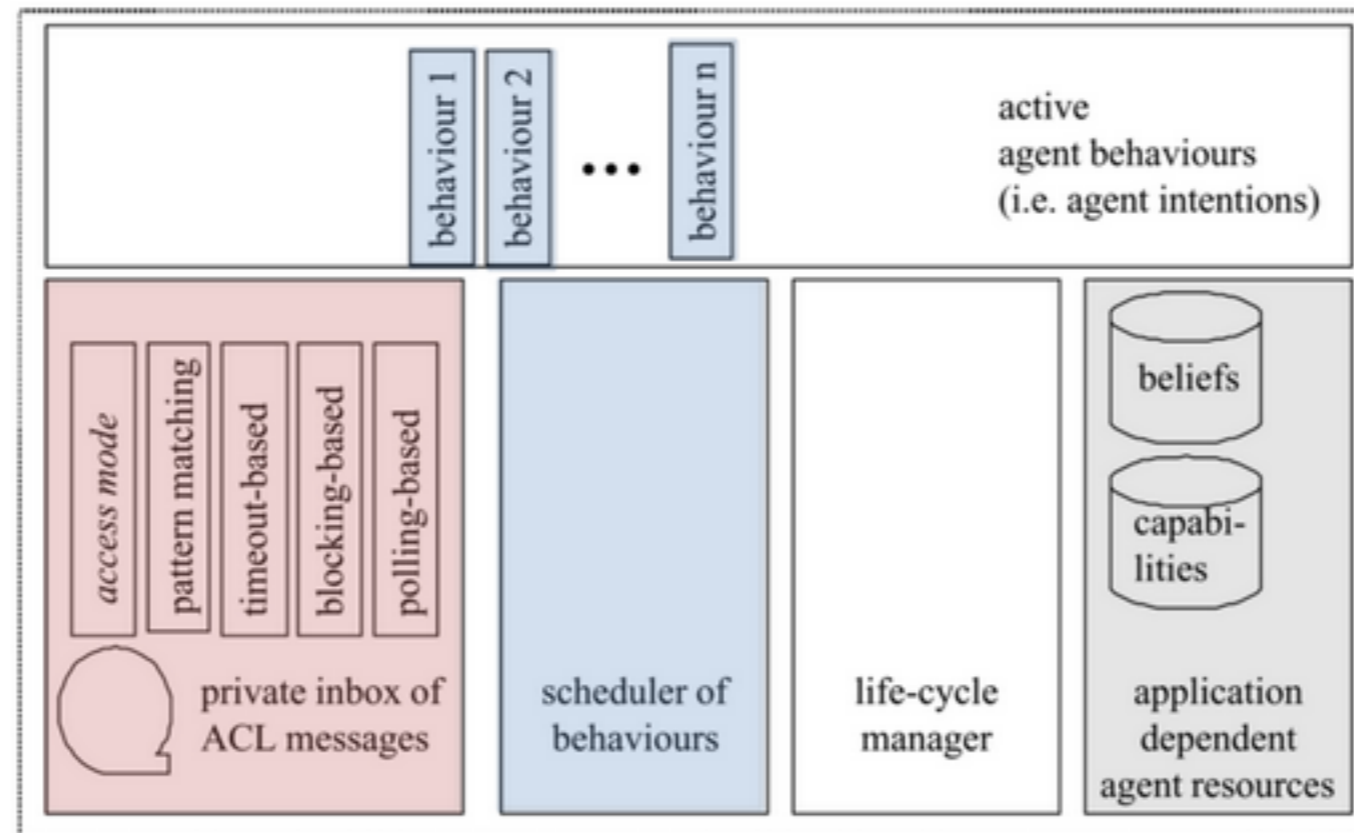 behaviour 1
behaviour 2
behaviour n
active
agent behaviours
(i.e. agent intentions)
access mode
pattern matching
timeout-based
blocking-based
polling-based
private inbox of
ACL messages
scheduler of
behaviours
life-cycle
manager
beliefs
capabi-
lities
application
dependent
agent resources